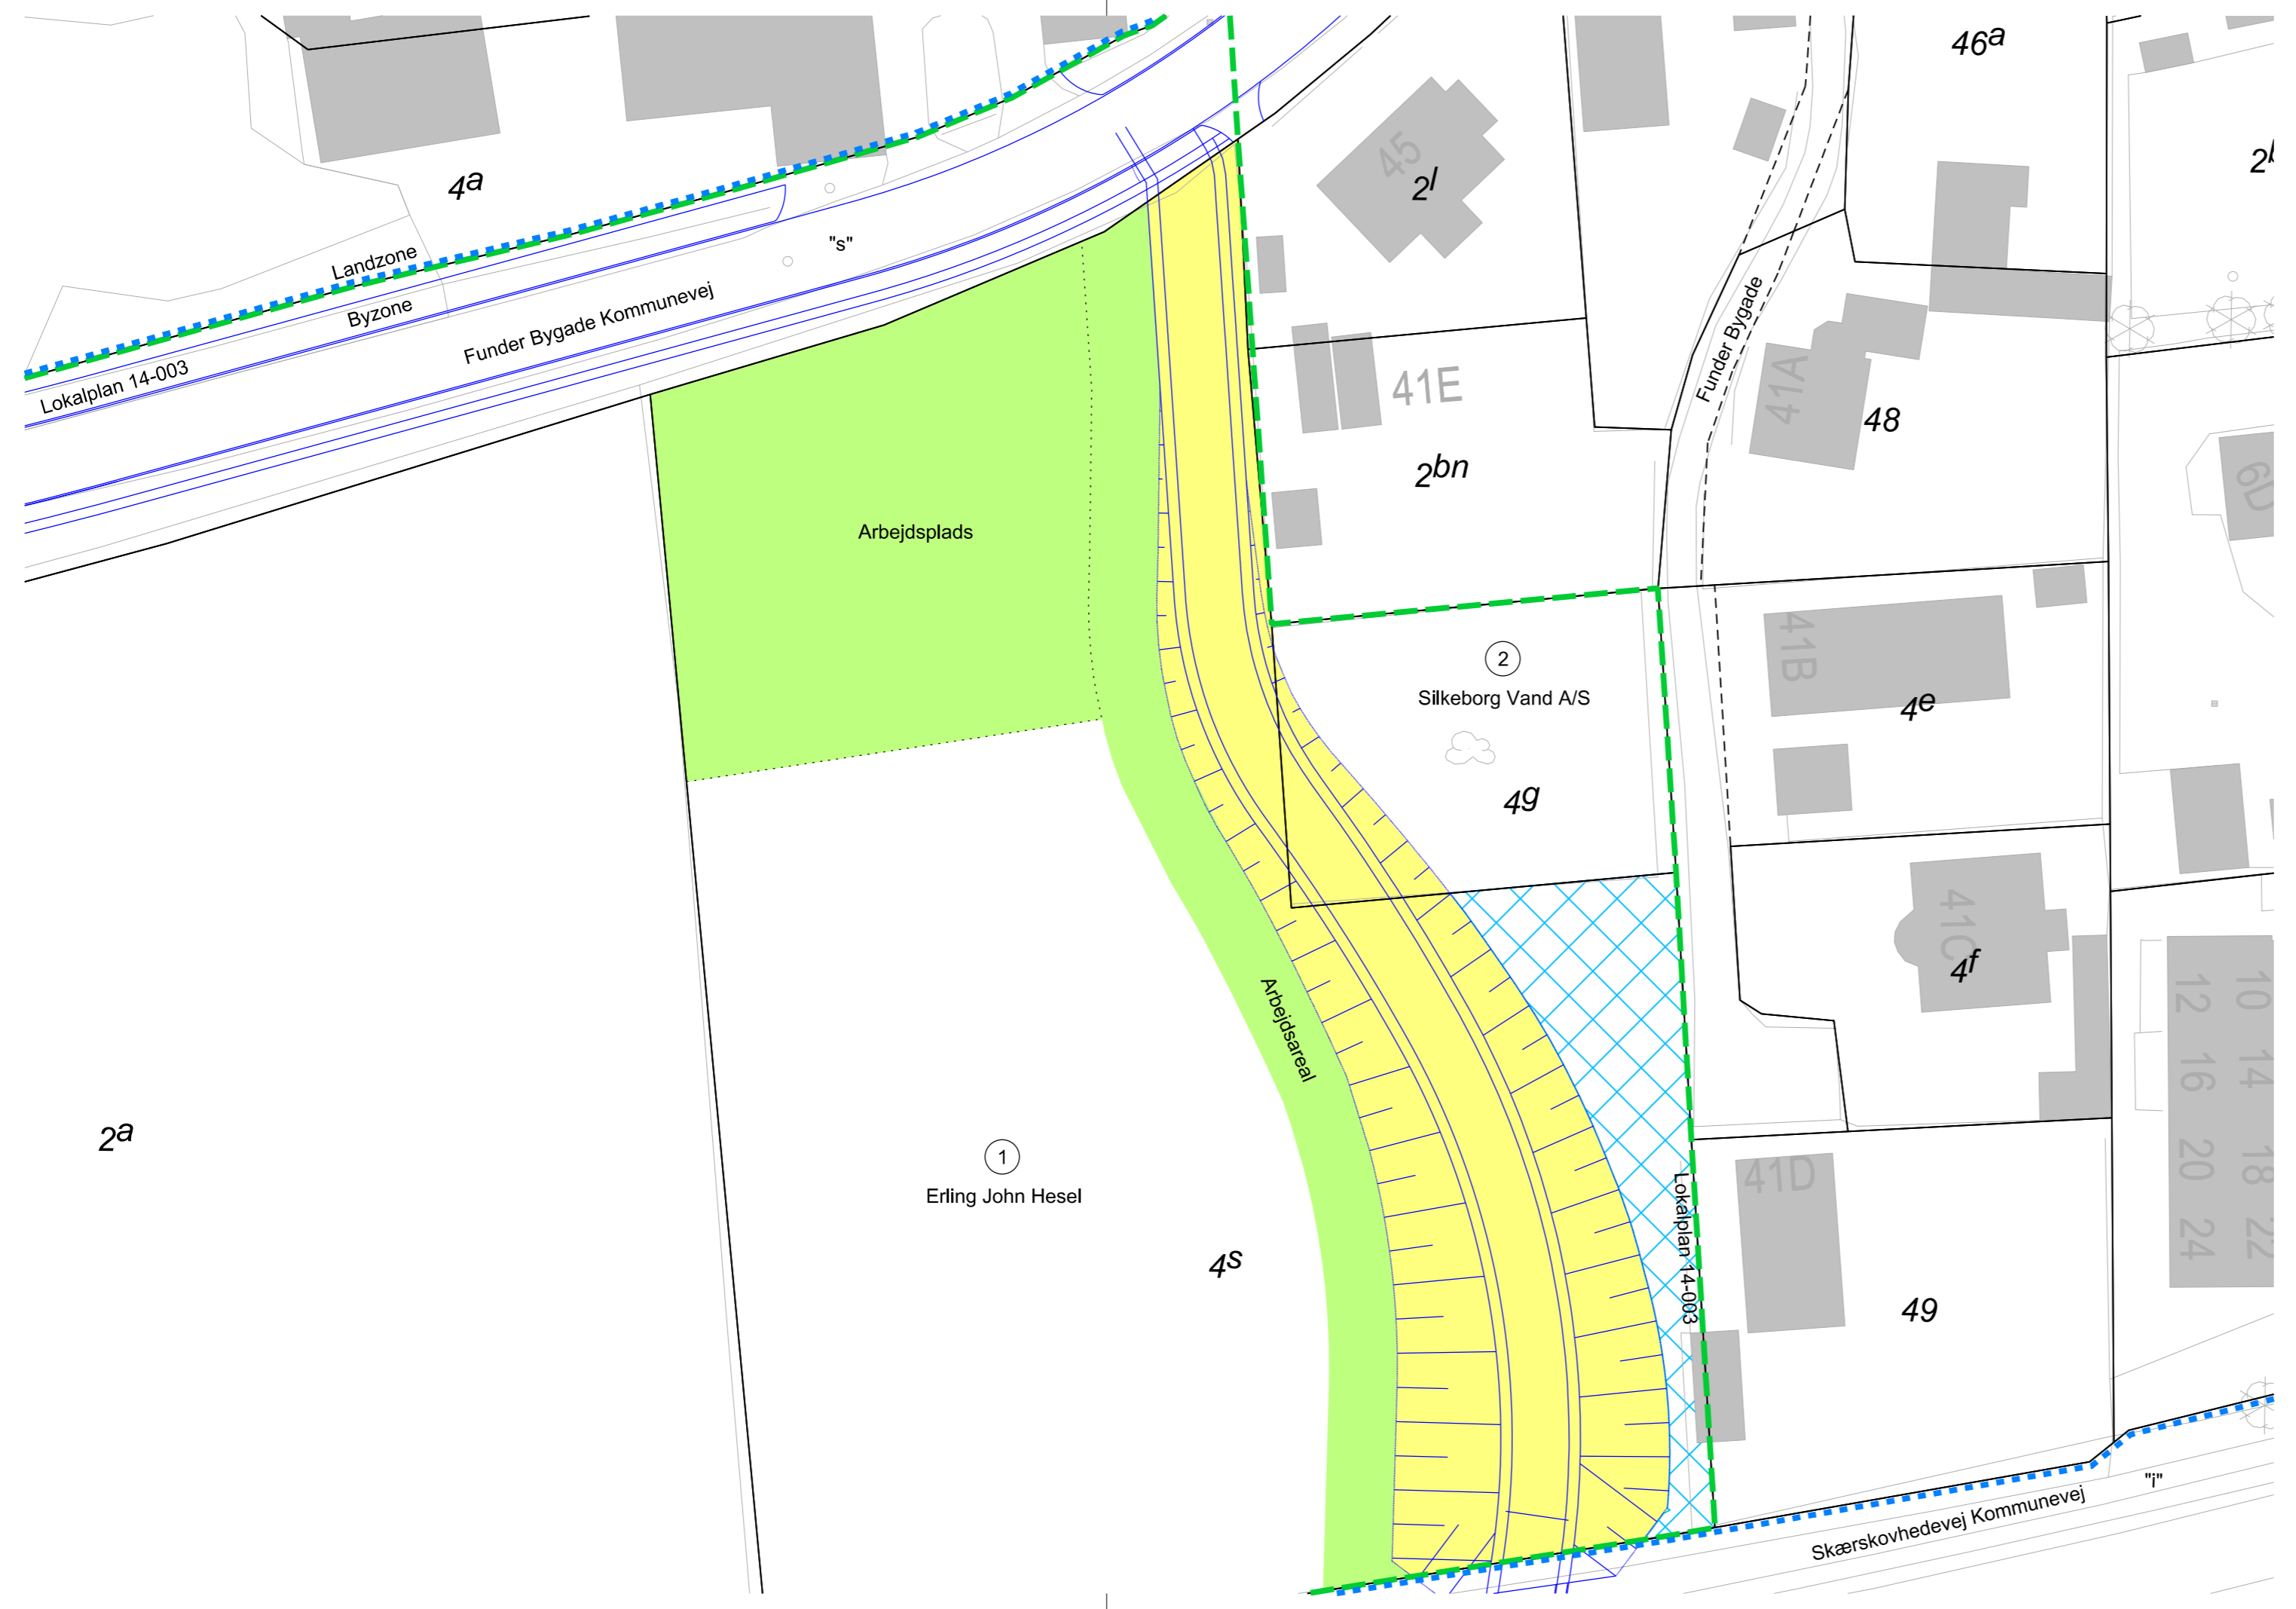 46a
45
2l
4a
"s"
Landzone
Byzone
Funder Bygade Kommunevej
Lokalplan 14-003
Funder Bygade
41E
41A
48
2bn
6D
Arbejdsplads
2
Silkeborg Vand A/S
41B
4e
4g
41C
4f
Arbejdsareal
12
10
16
14
20
18
24
22
2a
1
Erling John Hesel
4s
Lokalplan 14-003
41D
49
"i"
Skærskovhedevej Kommunevej